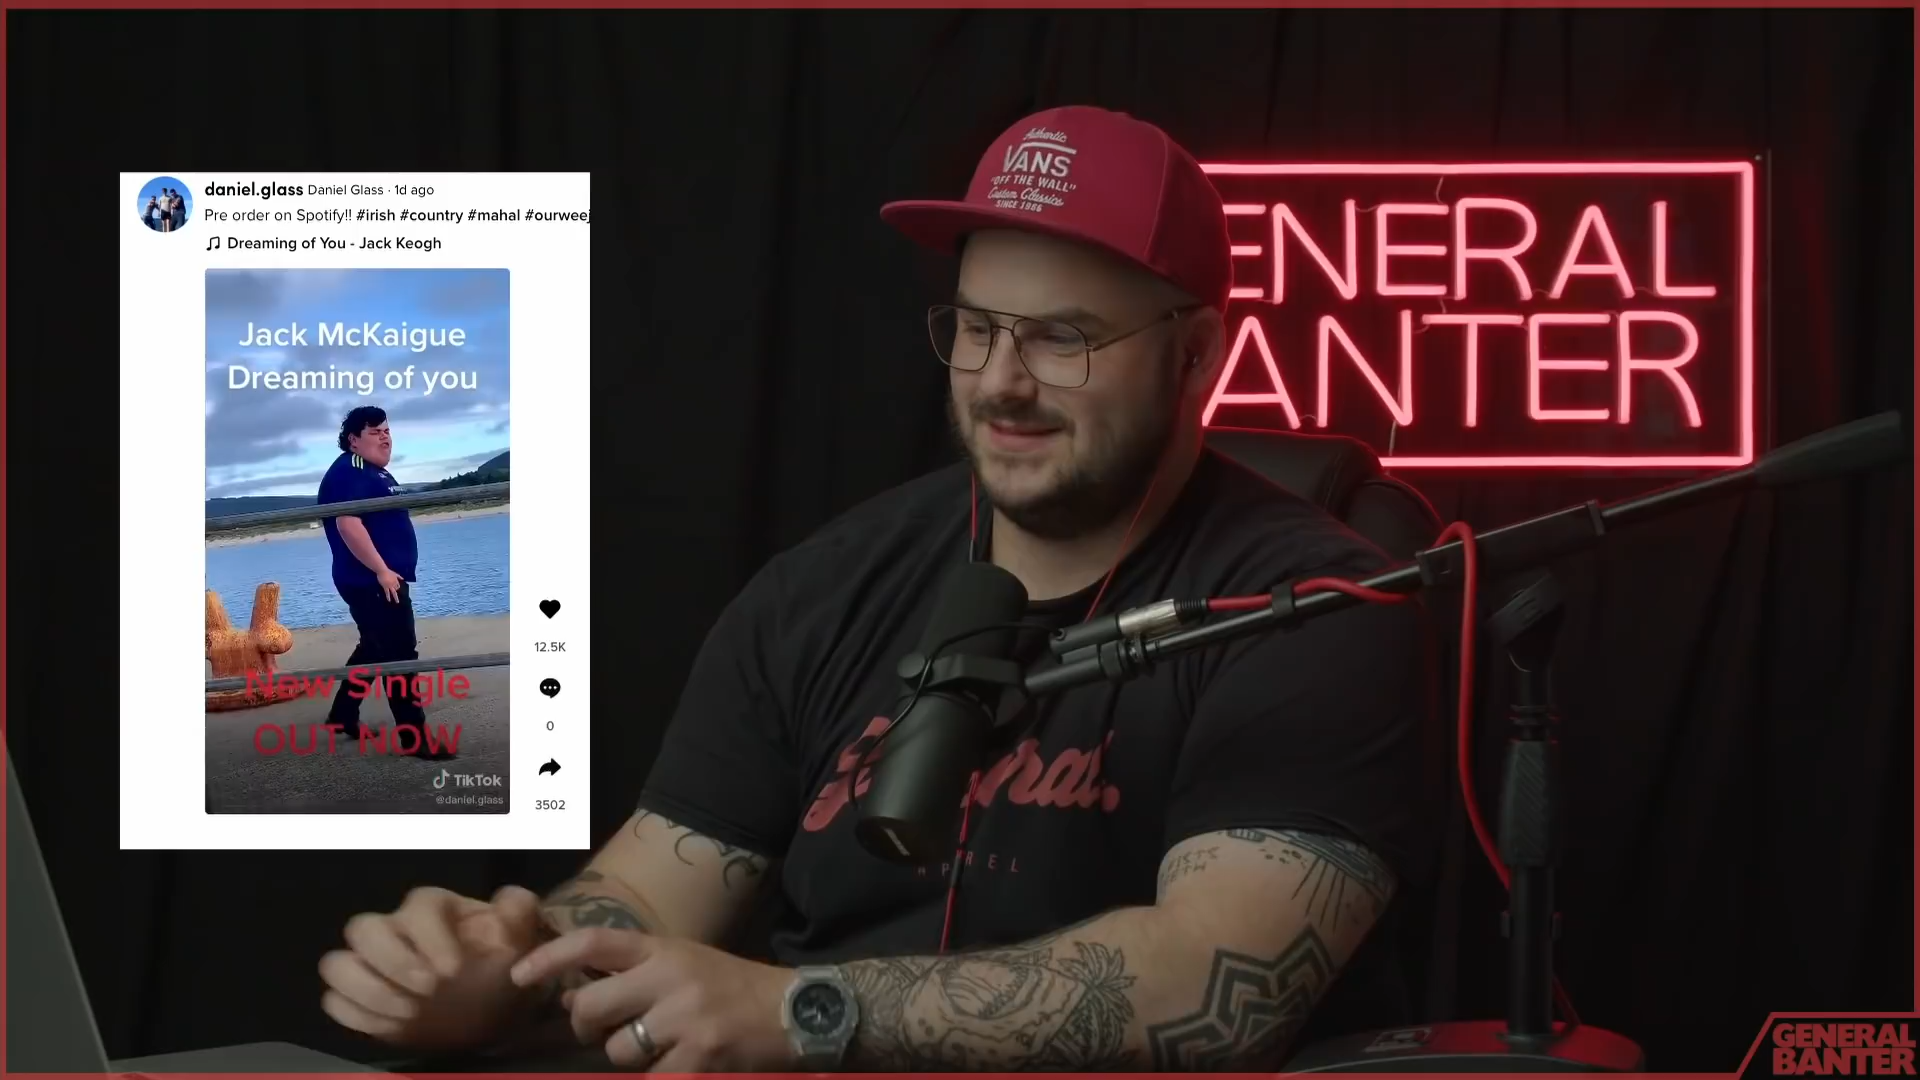 daniel.glass Daniel Glass · 1d ago
Pre order on Spotify!! #irish #country #mahal #ourweej
Dreaming of You - Jack Keogh
Jack McKaigue
Dreaming of you
New Single
OUT NOW
TikTok
@daniel.glass
12.5K
0
3502
Authentic
VANS
"OFF THE WALL"
Custom Classics
SINCE 1966
ENERAL
ANTER
GENERAL
BANTER